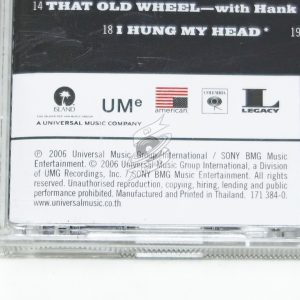 14 THAT OLD WHEEL—with Hank
18 I HUNG MY HEAD*
19
ISLAND
UMe
american
COLUMBIA
L
LEGACY
A UNIVERSAL MUSIC COMPANY
℗ 2006 Universal Music Group International / SONY BMG Music
Entertainment. © 2006 Universal Music Group International, a Division
of UMG Recordings, Inc. / SONY BMG Music Entertainment. All Rights
Reserved. Unauthorised reproduction, copying, hiring, lending and public
performance prohibited. Manufactured and Printed in Thailand.
171 384-0.
www.universalmusic.com